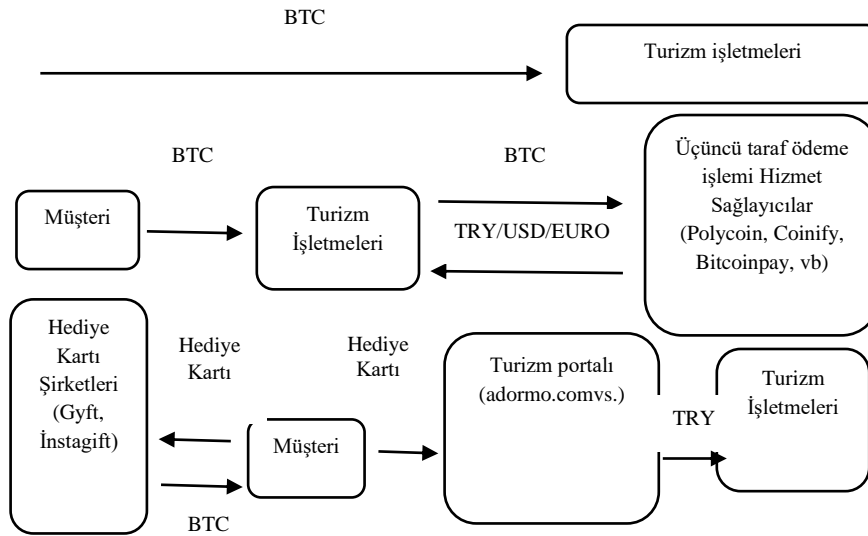 BTC
Turizm işletmeleri
BTC
BTC
Müşteri
Turizm
İşletmeleri
TRY/USD/EURO
Üçüncü taraf ödeme
işlemi Hizmet
Sağlayıcılar
(Polycoin, Coinify,
Bitcoinpay, vb)
Hediye
Kartı
Şirketleri
(Gyft,
İnstagift)
Hediye
Kartı
Hediye
Kartı
Müşteri
BTC
Turizm portalı
(adormo.comvs.)
TRY
Turizm
İşletmeleri